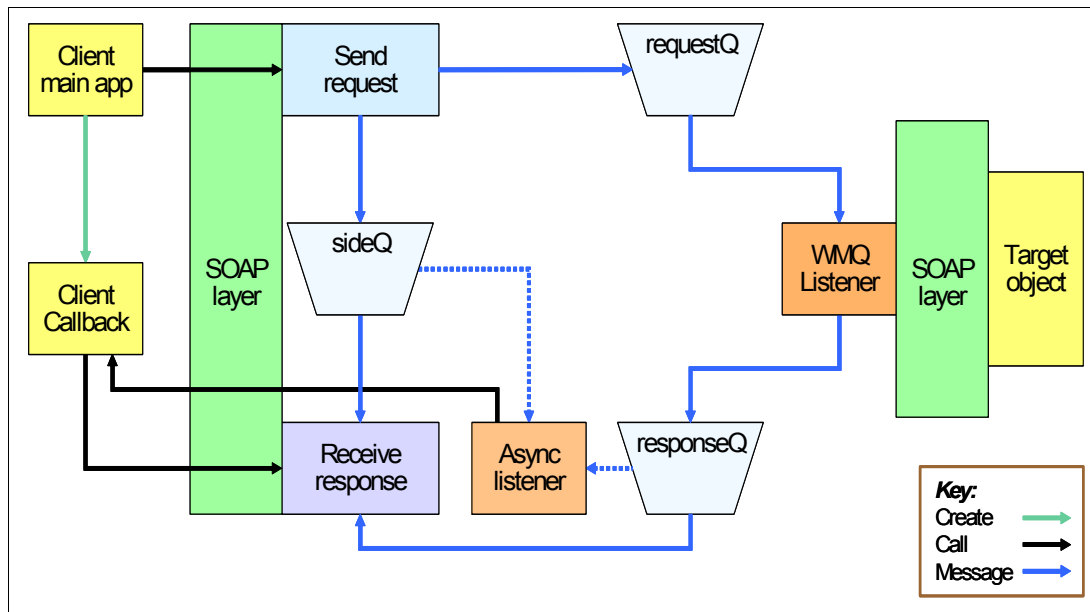 Client
main app
Send
request
requestQ
sideQ
SOAP
layer
Client
Callback
WMQ
Listener
SOAP
layer
Target
object
Receive
response
Async
listener
responseQ
Key:
Create
Call
Message